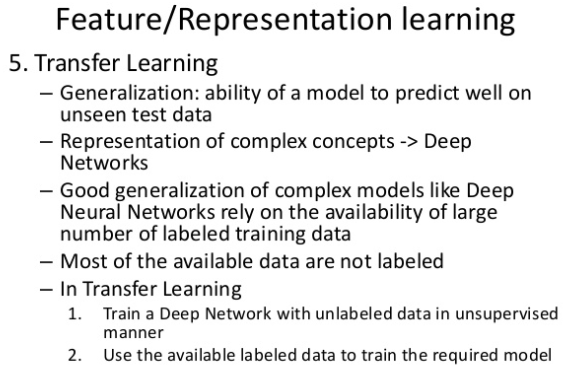 Feature/Representation learning
5. Transfer Learning
– Generalization: ability of a model to predict well on
unseen test data
– Representation of complex concepts -> Deep
Networks
– Good generalization of complex models like Deep
Neural Networks rely on the availability of large
number of labeled training data
– Most of the available data are not labeled
– In Transfer Learning
1. Train a Deep Network with unlabeled data in unsupervised
manner
2. Use the available labeled data to train the required model